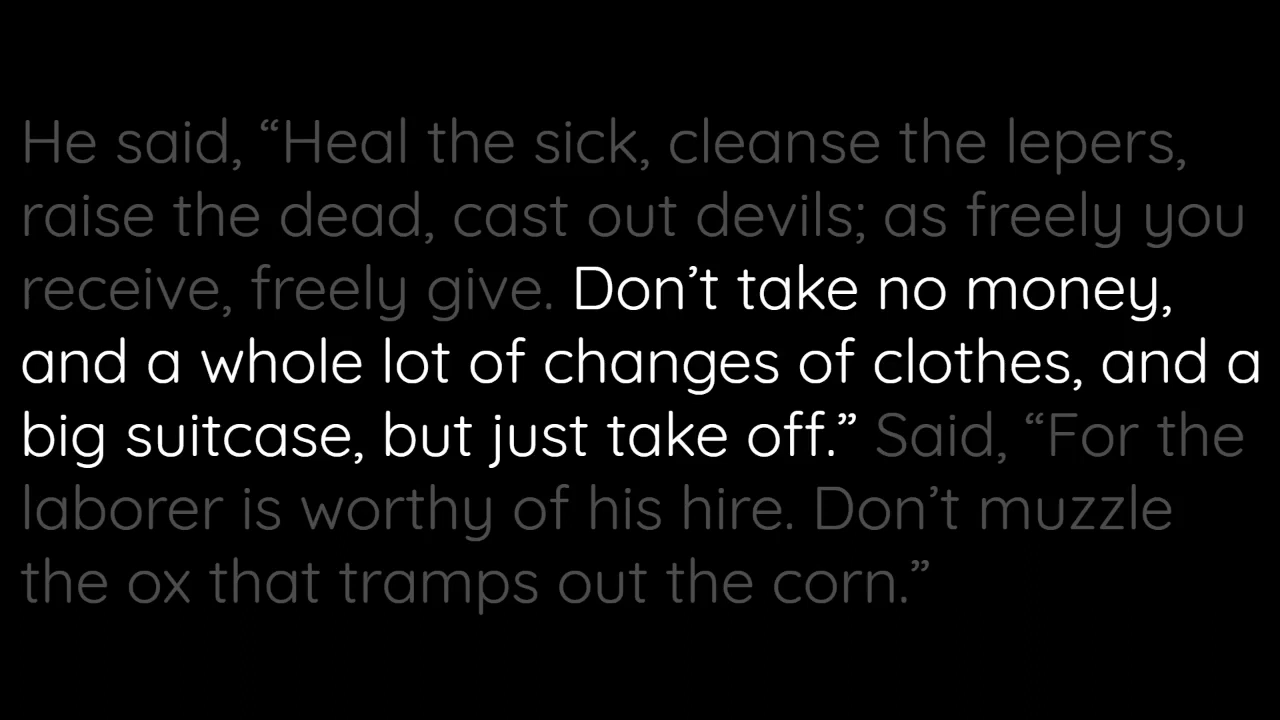 He said, “Heal the sick, cleanse the lepers,
raise the dead, cast out devils; as freely you
receive, freely give. Don’t take no money,
and a whole lot of changes of clothes, and a
big suitcase, but just take off.” Said, “For the
laborer is worthy of his hire. Don’t muzzle
the ox that tramps out the corn.”